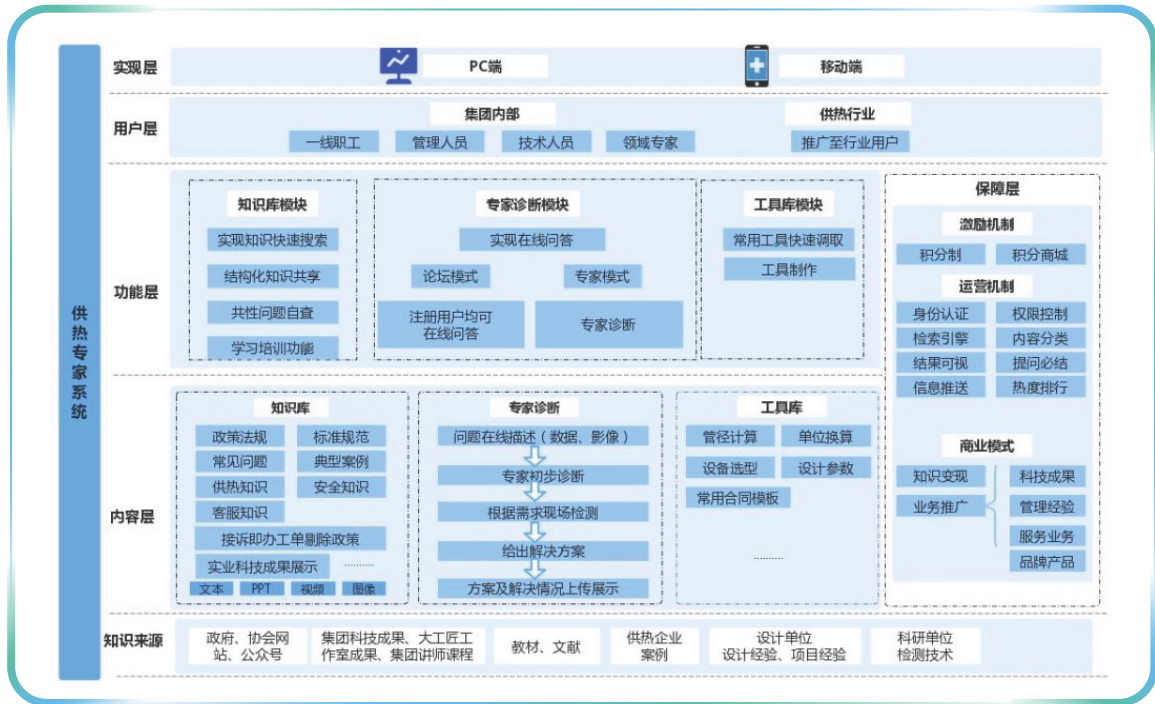 供热专家系统
实现层
PC端
移动端
用户层
集团内部
供热行业
一线职工
管理人员
技术人员
领域专家
推广至行业用户
功能层
知识库模块
实现知识快速搜索
结构化知识共享
共性问题自查
学习培训功能
专家诊断模块
实现在线问答
论坛模式
专家模式
注册用户均可
在线问答
专家诊断
工具库模块
常用工具快速调取
工具制作
保障层
激励机制
积分制
积分商城
运营机制
身份认证
权限控制
检索引擎
内容分类
结果可视
提问必结
信息推送
热度排行
商业模式
知识变现
业务推广
科技成果
管理经验
服务业务
品牌产品
内容层
知识库
政策法规
标准规范
常见问题
典型案例
供热知识
安全知识
客服知识
接诉即办工单剔除政策
实业科技成果展示
………
文本
PPT
视频
图像
专家诊断
问题在线描述（数据、影像）
专家初步诊断
根据需求现场检测
给出解决方案
方案及解决情况上传展示
工具库
管径计算
单位换算
设备选型
设计参数
常用合同模板
………
知识来源
政府、协会网
站、公众号
集团科技成果、大工匠工
作室成果、集团讲师课程
教材、文献
供热企业
案例
设计单位
设计经验、项目经验
科研单位
检测技术